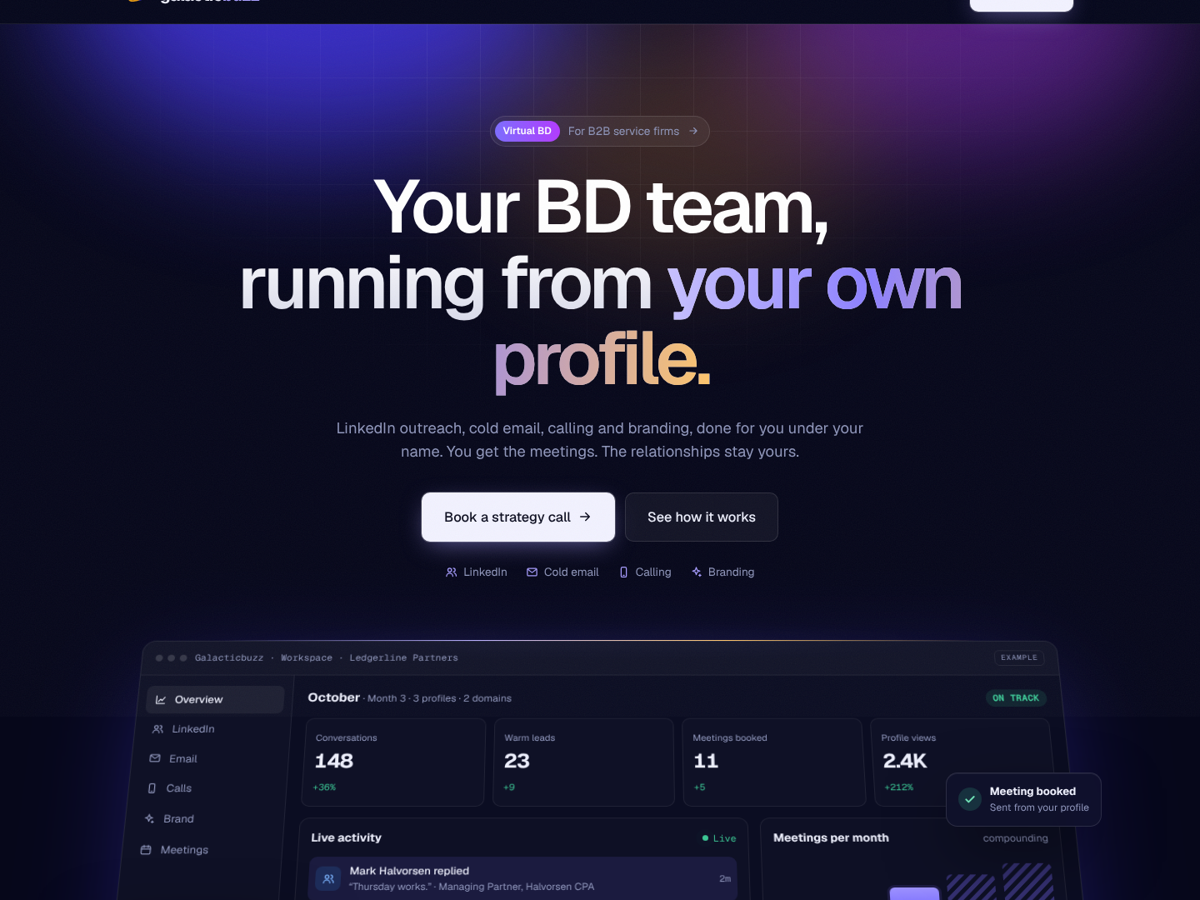 Virtual BD For B2B service firms →
Your BD team,
running from your own
profile.
LinkedIn outreach, cold email, calling and branding, done for you under your
name. You get the meetings. The relationships stay yours.
Book a strategy call →
See how it works
LinkedIn
Cold email
Calling
Branding
Galacticbuzz · Workspace · Ledgerline Partners
EXAMPLE
Overview
LinkedIn
Email
Calls
Brand
Meetings
October · Month 3 · 3 profiles · 2 domains
ON TRACK
Conversations
148
+36%
Warm leads
23
+9
Meetings booked
11
+5
Profile views
2.4K
+212%
Meeting booked
Sent from your profile
Live activity
Live
Mark Halvorsen replied
“Thursday works.” · Managing Partner, Halvorsen CPA
2m
Meetings per month
compounding